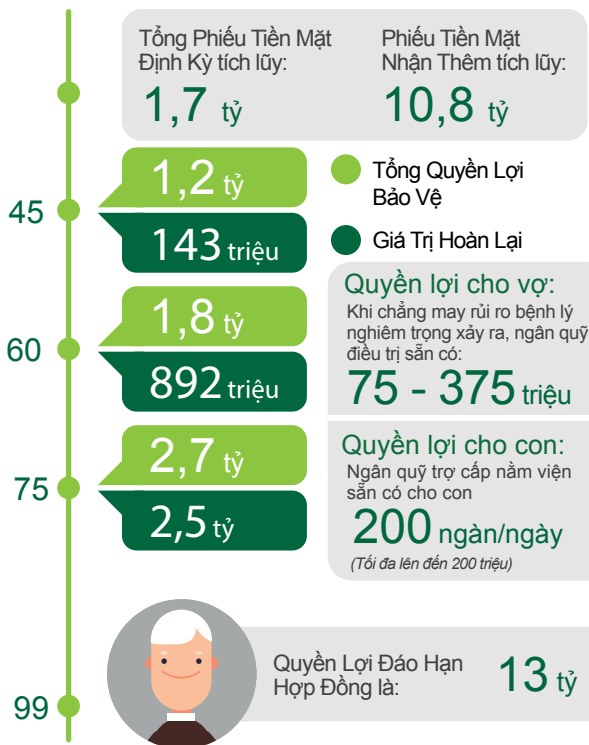 Tổng Phiếu Tiền Mặt
Định Kỳ tích lũy:
1,7 tỷ
Phiếu Tiền Mặt
Nhận Thêm tích lũy:
10,8 tỷ
45
1,2 tỷ
143 triệu
Tổng Quyền Lợi
Bảo Vệ
Giá Trị Hoàn Lại
60
1,8 tỷ
892 triệu
Quyền lợi cho vợ:
Khi chẳng may rủi ro bệnh lý
nghiêm trọng xảy ra, ngân quỹ
điều trị sẵn có:
75 - 375 triệu
75
2,7 tỷ
2,5 tỷ
Quyền lợi cho con:
Ngân quỹ trợ cấp nằm viện
sẵn có cho con
200 ngàn/ngày
(Tối đa lên đến 200 triệu)
99
Quyền Lợi Đáo Hạn
Hợp Đồng là:
13 tỷ